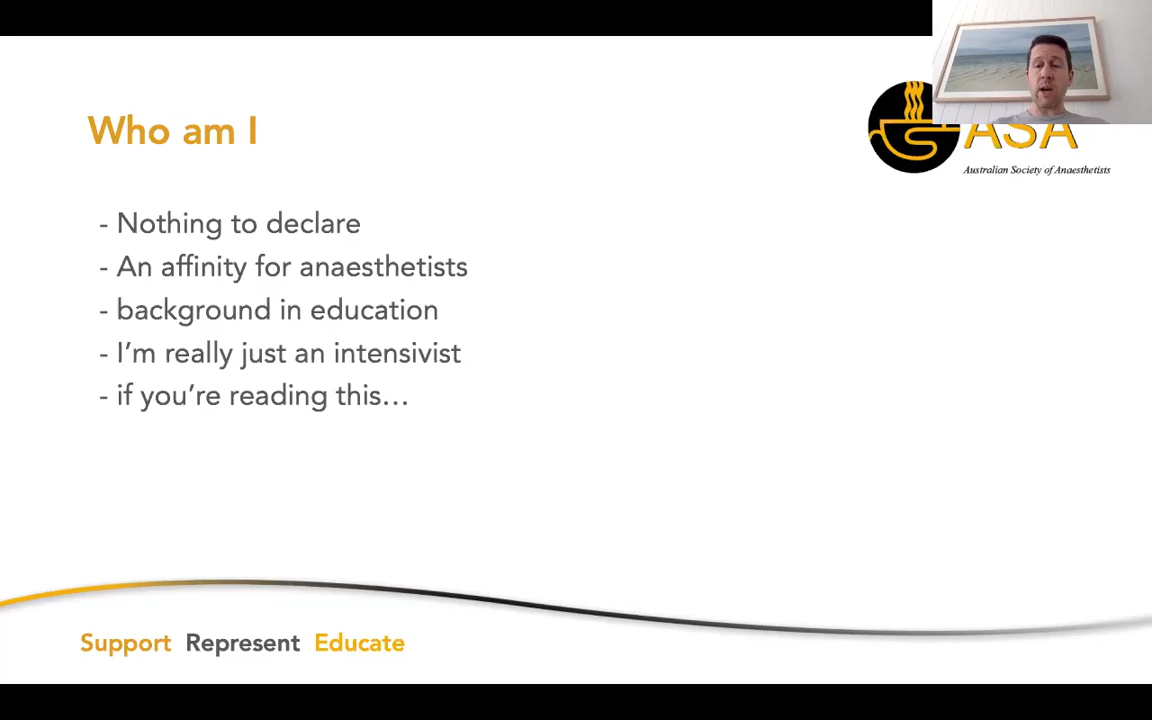 Who am I
ASA
Australian Society of Anaesthetists
- Nothing to declare
- An affinity for anaesthetists
- background in education
- I’m really just an intensivist
- if you’re reading this…
Support Represent Educate